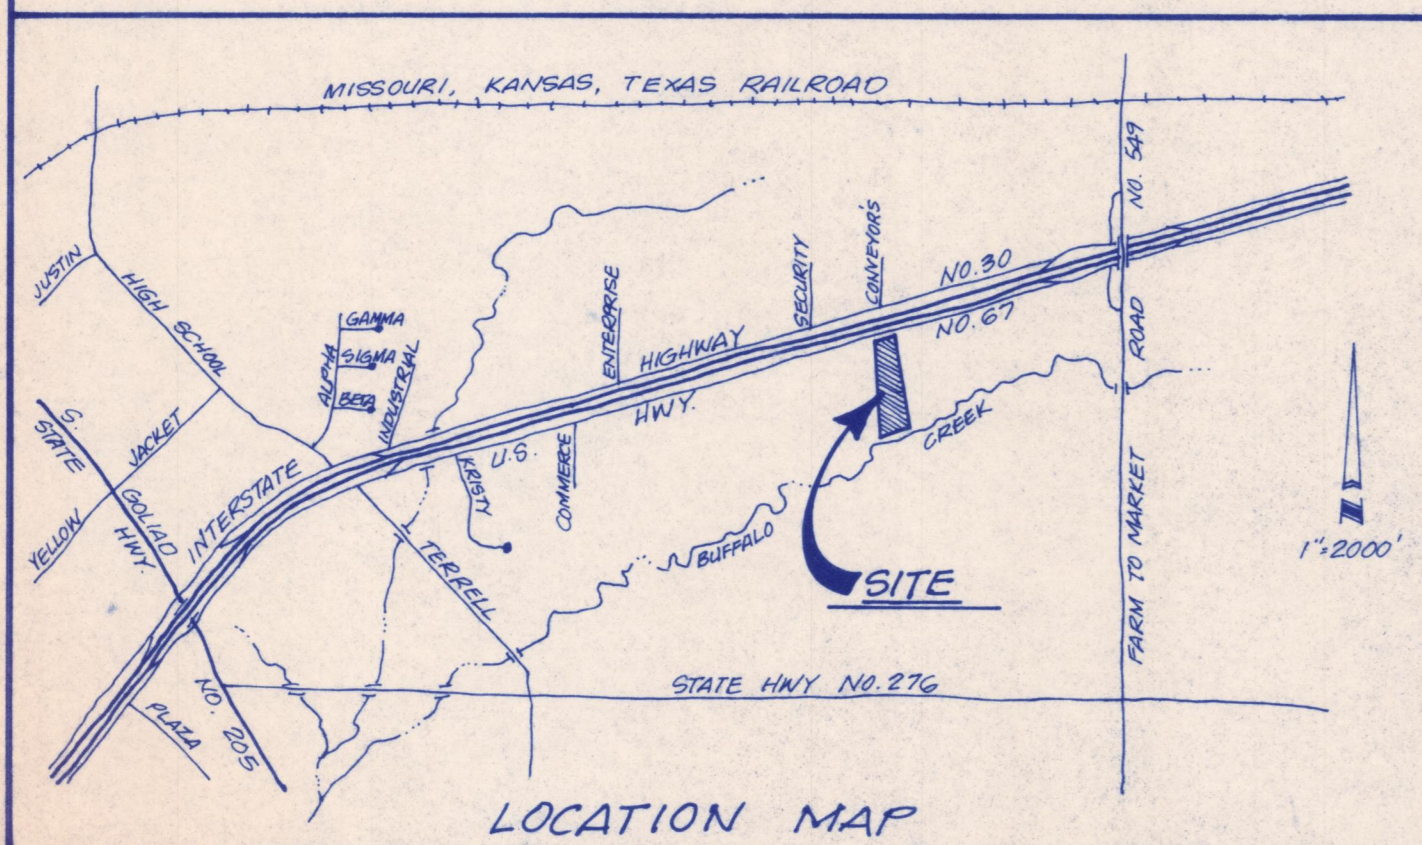 MISSOURI, KANSAS, TEXAS RAILROAD
NO. 549
JUSTIN
HIGH SCHOOL
CONVEYOR'S
SECURITY
NO. 30
NO. 67
ENTERPRISE
HIGHWAY
HWY.
GAMMA
SIGMA
BETA
ALPHA
INDUSTRIAL
ROAD
S.
STATE
JACKET
YELLOW
GOLIAD
HWY.
INTERSTATE
U.S.
KRISTY
COMMERCE
CREEK
BUFFALO
TERRELL
SITE
1"=2000'
FARM TO MARKET
STATE HWY NO. 276
NO. 205
PLAZA
LOCATION MAP